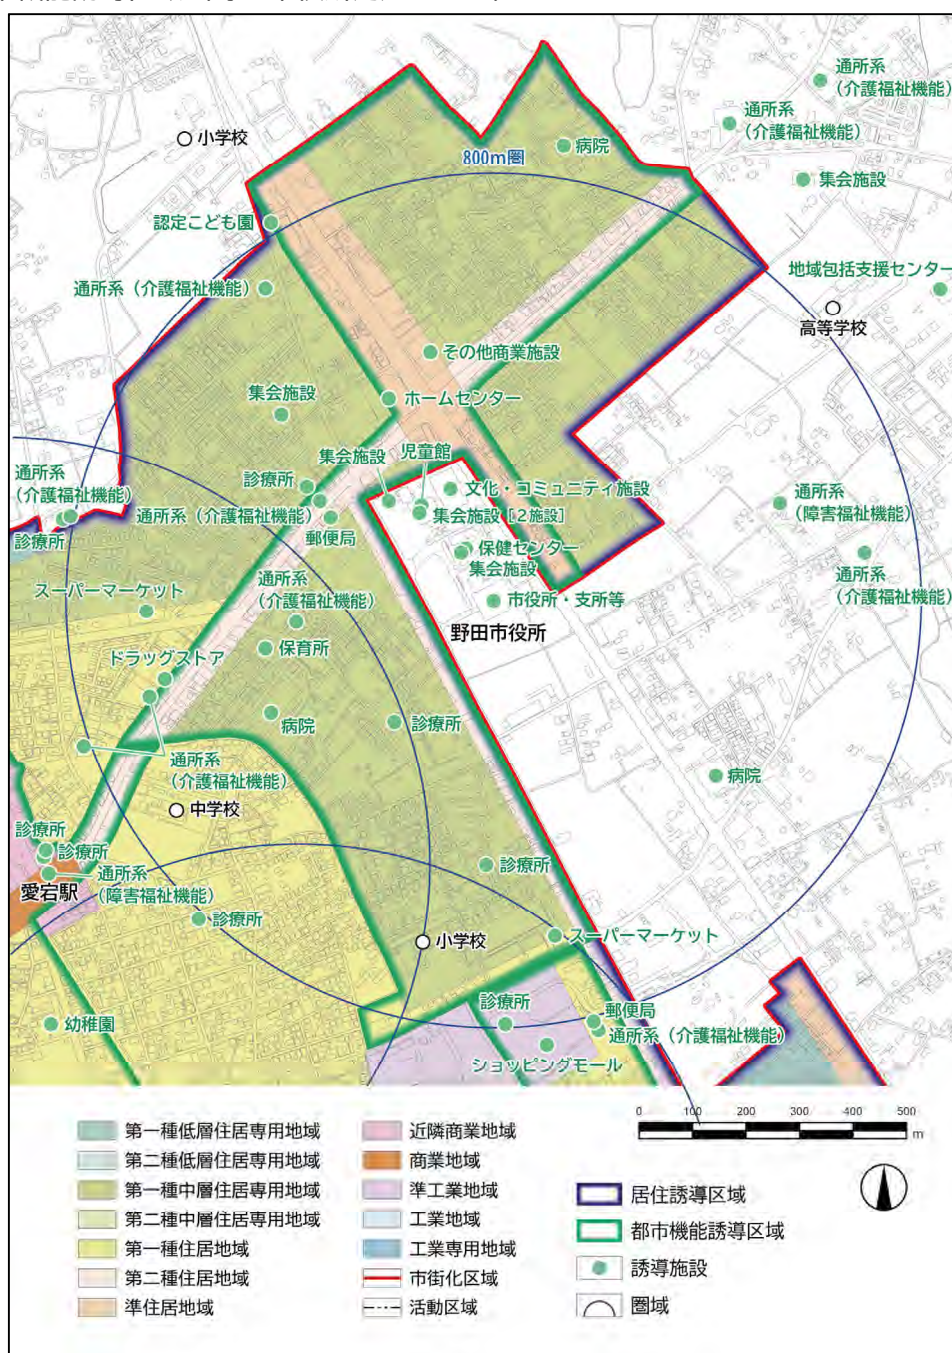 通所系
（介護福祉機能）
通所系
（介護福祉機能）
小学校
病院
800m圏
集会施設
認定こども園
地域包括支援センター
通所系（介護福祉機能）
高等学校
その他商業施設
集会施設
ホームセンター
集会施設
児童館
通所系
（介護福祉機能）
診療所
文化・コミュニティ施設
通所系（介護福祉機能）
集会施設［2施設］
通所系
（障害福祉機能）
診療所
郵便局
保健センター
集会施設
通所系
（介護福祉機能）
通所系
（介護福祉機能）
スーパーマーケット
市役所・支所等
野田市役所
保育所
ドラッグストア
病院
診療所
通所系
（介護福祉機能）
病院
中学校
診療所
診療所
通所系
（障害福祉機能）
愛宕駅
診療所
診療所
小学校
スーパーマーケット
幼稚園
診療所
郵便局
通所系（介護福祉機能）
ショッピングモール
0 100 200 300 400 500
m
第一種低層住居専用地域
第二種低層住居専用地域
第一種中層住居専用地域
第二種中層住居専用地域
第一種住居地域
第二種住居地域
準住居地域
近隣商業地域
商業地域
準工業地域
工業地域
工業専用地域
市街化区域
活動区域
居住誘導区域
都市機能誘導区域
誘導施設
圏域